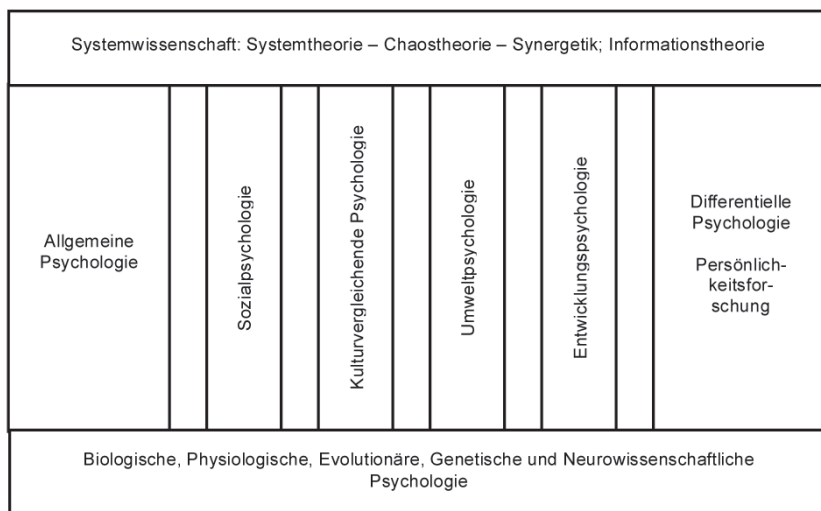 Systemwissenschaft: Systemtheorie – Chaostheorie – Synergetik; Informationstheorie
Allgemeine
Psychologie
Sozialpsychologie
Kulturvergleichende Psychologie
Umweltpsychologie
Entwicklungspsychologie
Differentielle
Psychologie
Persönlich-
keitsfor-
schung
Biologische, Physiologische, Evolutionäre, Genetische und Neurowissenschaftliche
Psychologie